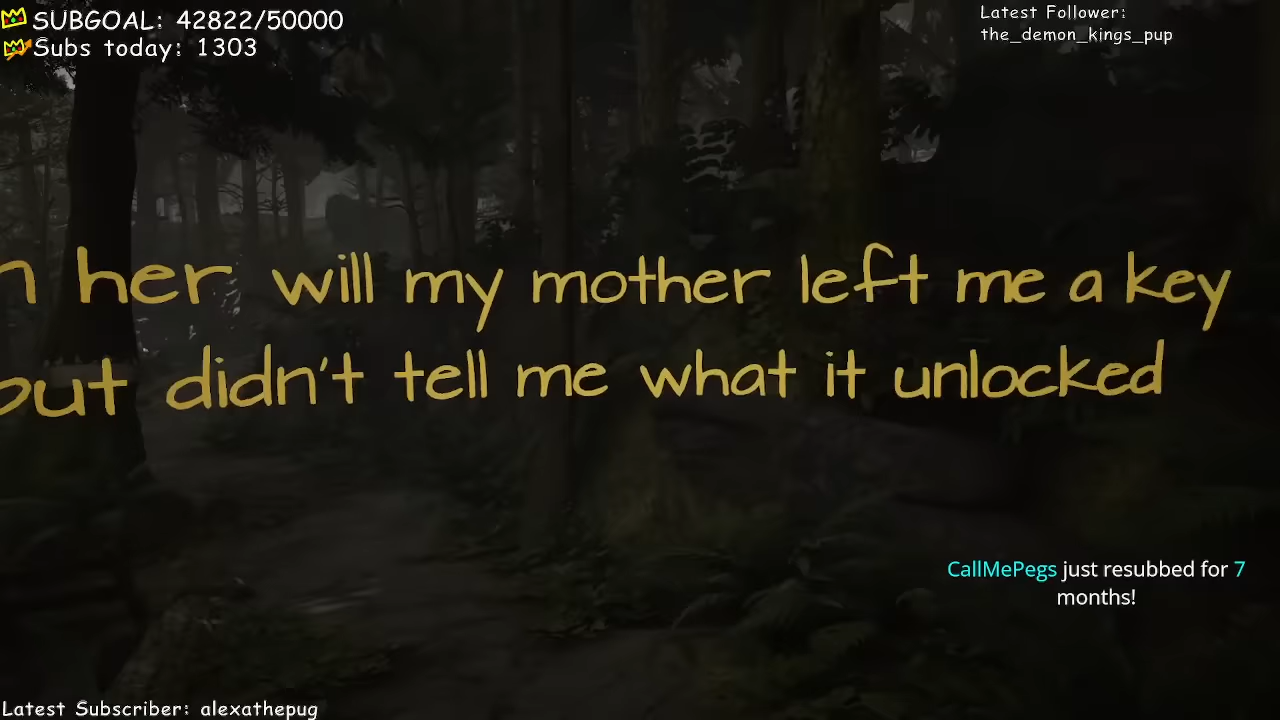 SUBGOAL: 42822/50000
Subs today: 1303
Latest Follower:
the_demon_kings_pup
her will my mother left me a key
didn't tell me what it unlocked
CallMePegs just resubbed for 7
months!
Latest Subscriber: alexathepug